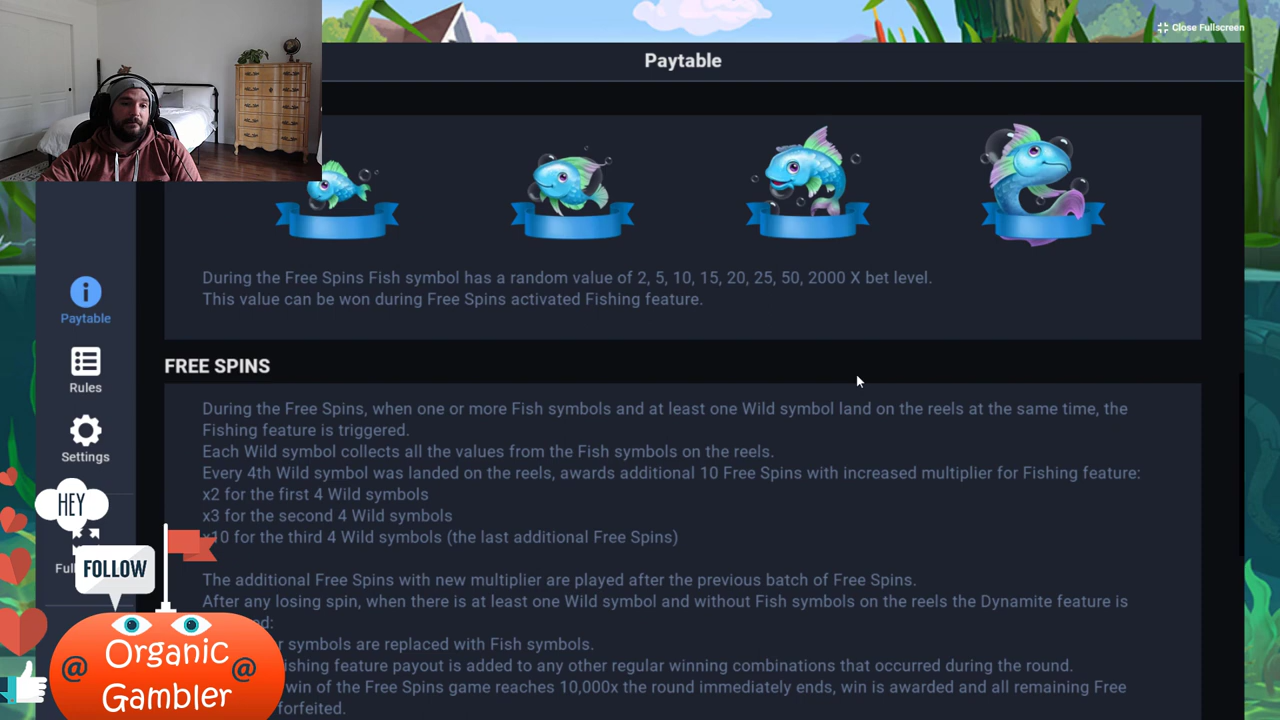 Close Fullscreen
Paytable
During the Free Spins Fish symbol has a random value of 2, 5, 10, 15, 20, 25, 50, 2000 X bet level.
This value can be won during Free Spins activated Fishing feature.
Paytable
Rules
Settings
FREE SPINS
During the Free Spins, when one or more Fish symbols and at least one Wild symbol land on the reels at the same time, the
Fishing feature is triggered.
Each Wild symbol collects all the values from the Fish symbols on the reels.
Every 4th Wild symbol was landed on the reels, awards additional 10 Free Spins with increased multiplier for Fishing feature:
x2 for the first 4 Wild symbols
x3 for the second 4 Wild symbols
x10 for the third 4 Wild symbols (the last additional Free Spins)
The additional Free Spins with new multiplier are played after the previous batch of Free Spins.
After any losing spin, when there is at least one Wild symbol and without Fish symbols on the reels the Dynamite feature is
symbols are replaced with Fish symbols.
payout is added to any other regular winning combinations that occurred during the round.
win of the Free Spins game reaches 10,000x the round immediately ends, win is awarded and all remaining Free
forfeited.
HEY
FOLLOW
@ Organic @
Gambler